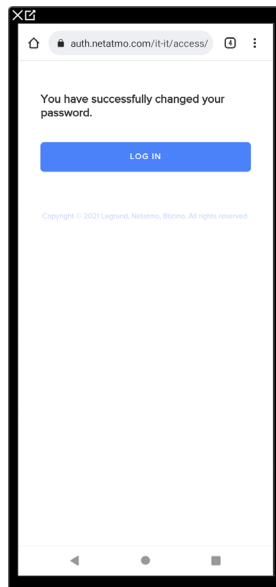 auth.netatmo.com/it-it/access/
4
You have successfully changed your
password.
LOG IN
Copyright © 2021 Legrand, Netatmo, Bticino. All rights reserved